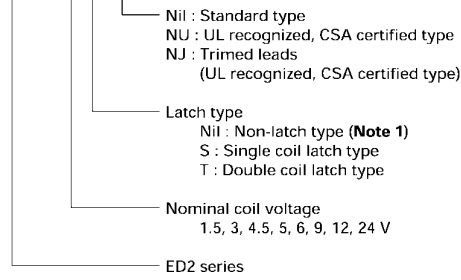 Nil : Standard type
NU : UL recognized, CSA certified type
NJ : Trimed leads
(UL recognized, CSA certified type)
Latch type
Nil : Non-latch type (Note 1)
S : Single coil latch type
T : Double coil latch type
Nominal coil voltage
1.5, 3, 4.5, 5, 6, 9, 12, 24 V
ED2 series